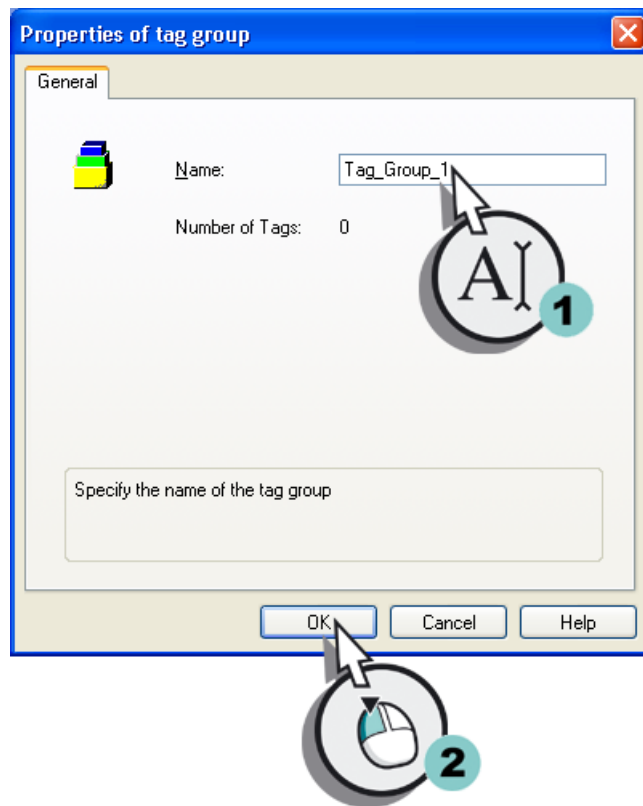 Properties of tag group
General
Name: Tag_Group_1
Number of Tags: 0
A
1
Specify the name of the tag group
OK Cancel Help
2